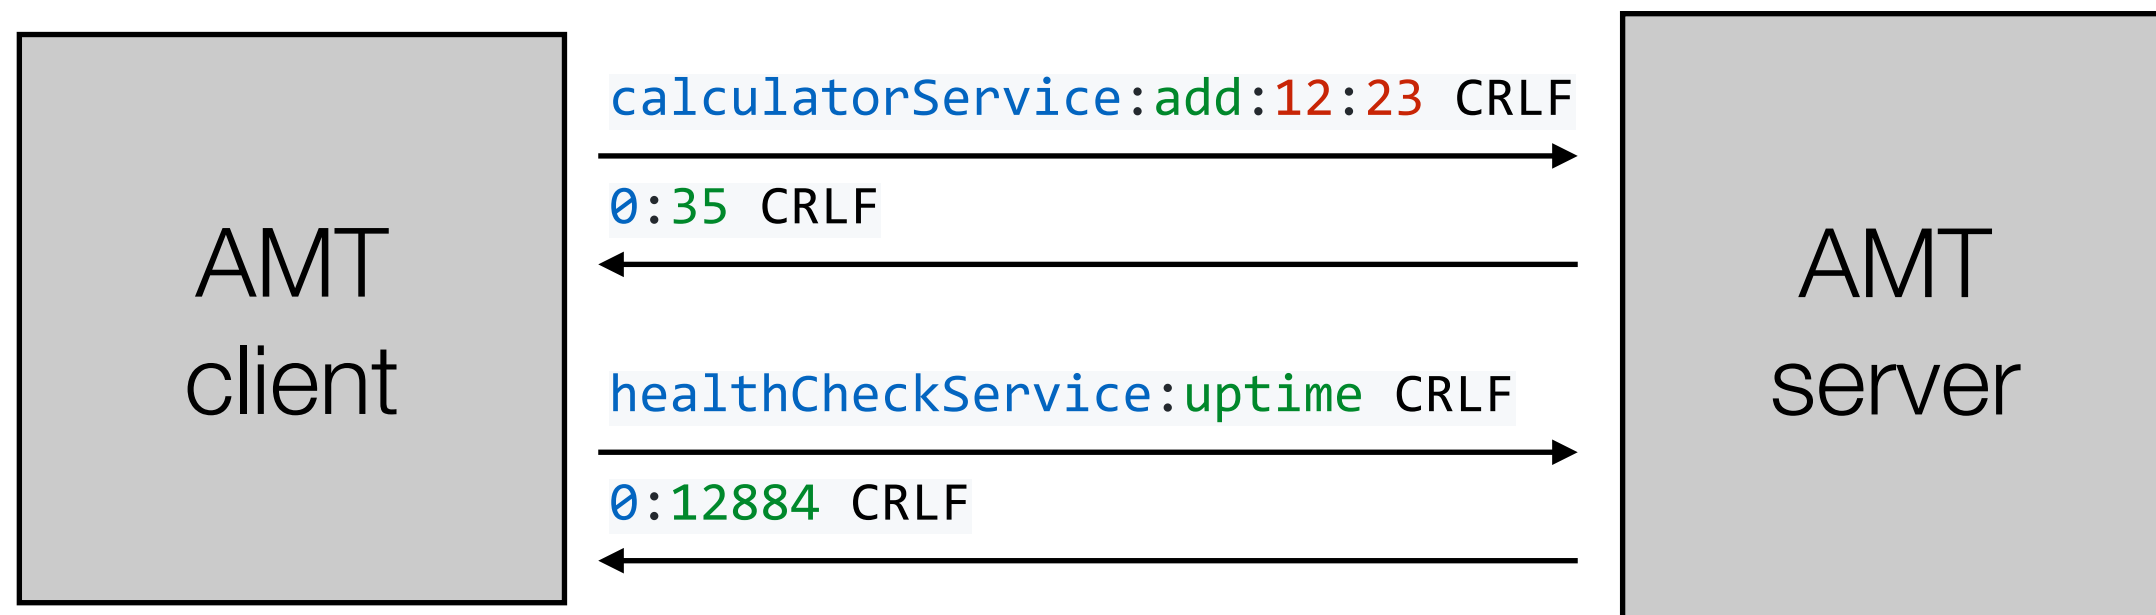 AMT
client
calculatorService:add:12:23 CRLF
0:35 CRLF
healthCheckService:uptime CRLF
0:12884 CRLF
AMT
server